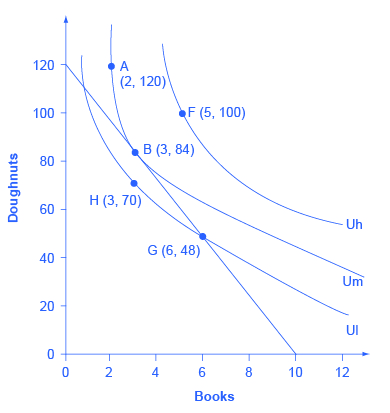 120
100
80
60
40
20
0
Doughnuts
A
(2, 120)
F (5, 100)
B (3, 84)
H (3, 70)
G (6, 48)
Uh
Um
Ul
0 2 4 6 8 10 12
Books